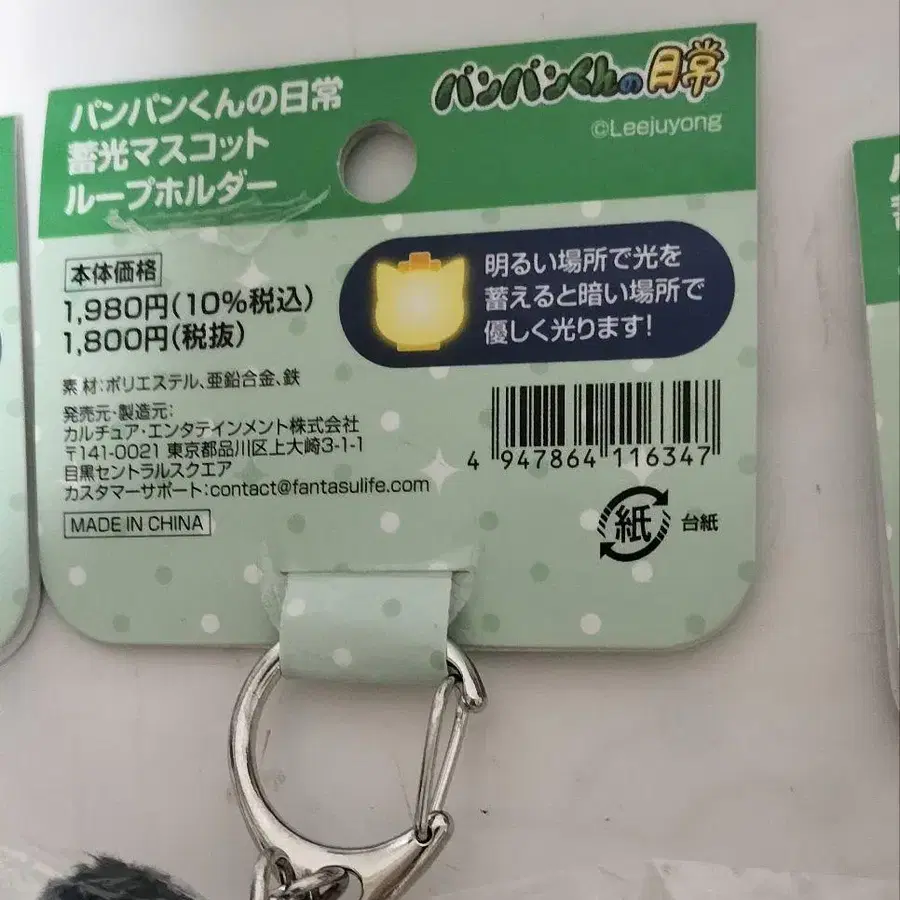 パンパンくんの日常
蓄光マスコット
ループホルダー
パンパンくんの日常
©Leejuyong
本体価格
1,980円(10%税込)
1,800円(税抜)
明るい場所で光を
蓄えると暗い場所で
優しく光ります!
素材:ポリエステル、亜鉛合金、鉄
発売元・製造元:
カルチュア・エンタテインメント株式会社
〒141-0021 東京都品川区上大崎3-1-1
目黒セントラルスクエア
カスタマーサポート:contact@fantasulife.com
MADE IN CHINA
4 947864 116347
紙 台紙